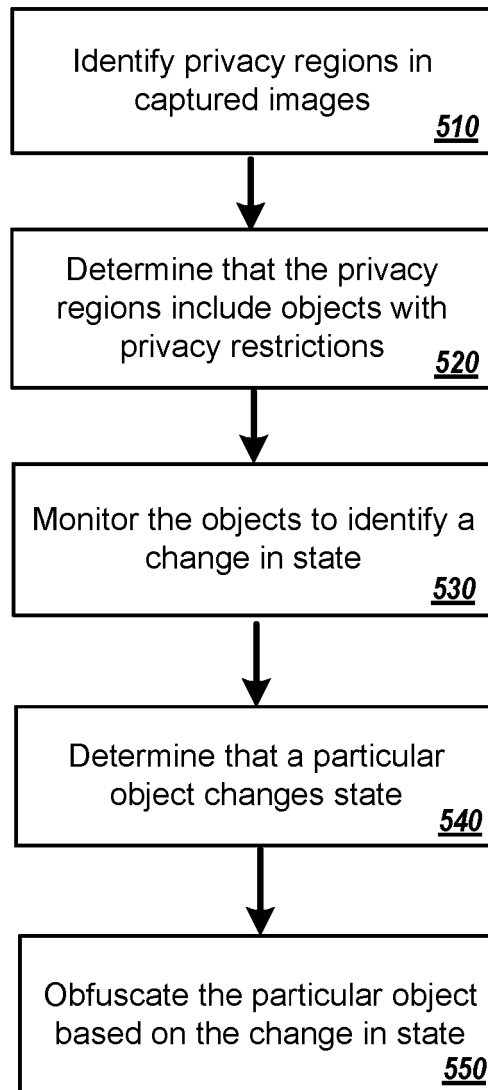 Identify privacy regions in
captured images
510
Determine that the privacy
regions include objects with
privacy restrictions
520
Monitor the objects to identify a
change in state
530
Determine that a particular
object changes state
540
Obfuscate the particular object
based on the change in state
550